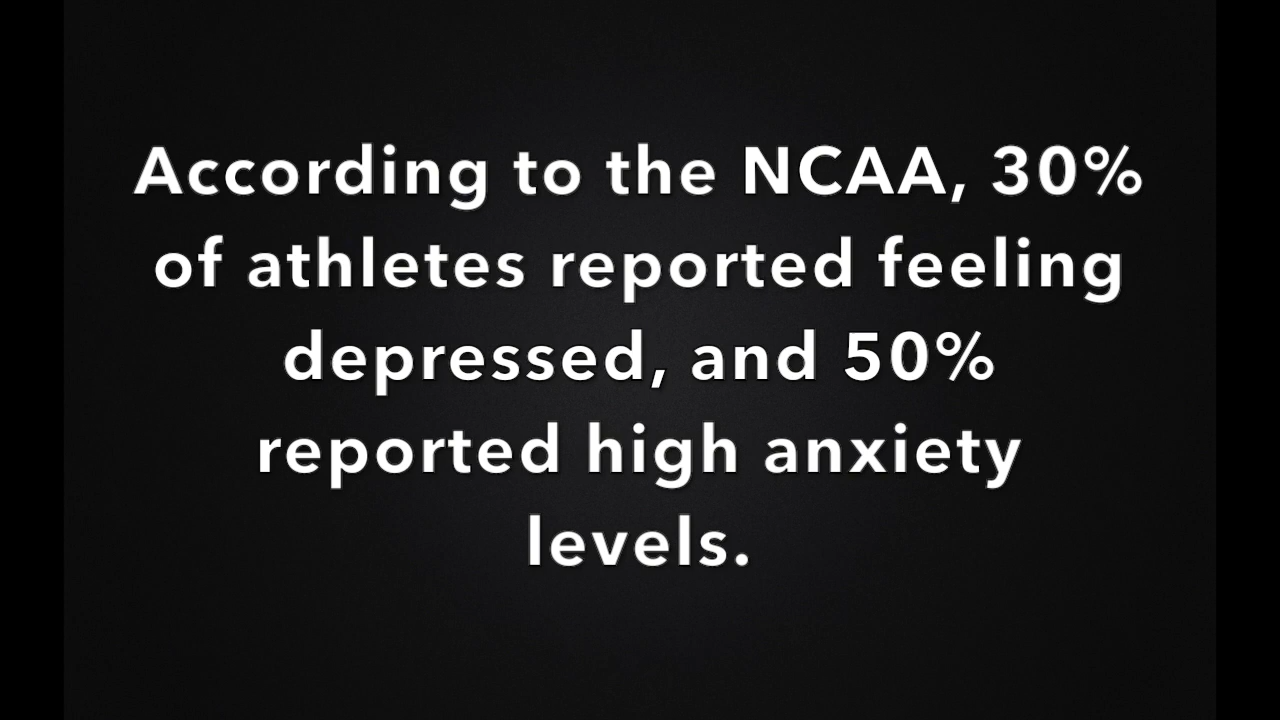 According to the NCAA, 30%
of athletes reported feeling
depressed, and 50%
reported high anxiety
levels.